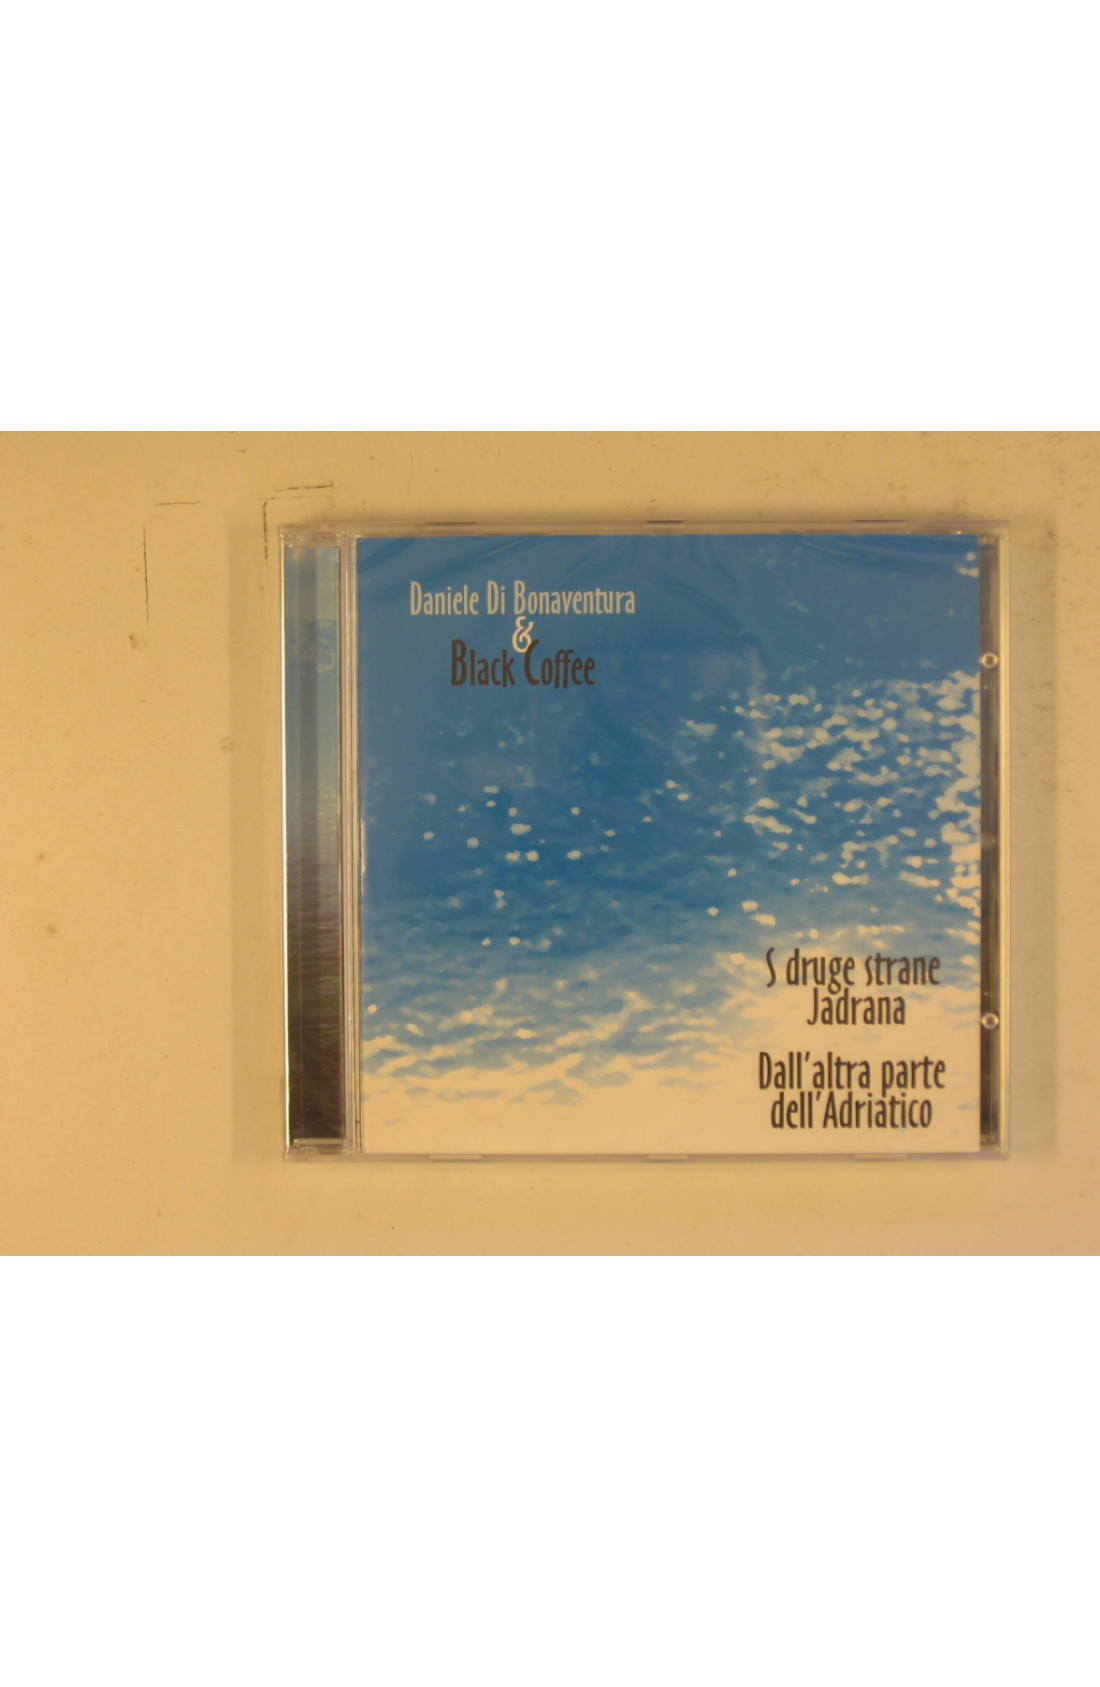 Daniele Di Bonaventura
&
Black Coffee
S druge strane
Jadrana
Dall'altra parte
dell'Adriatico